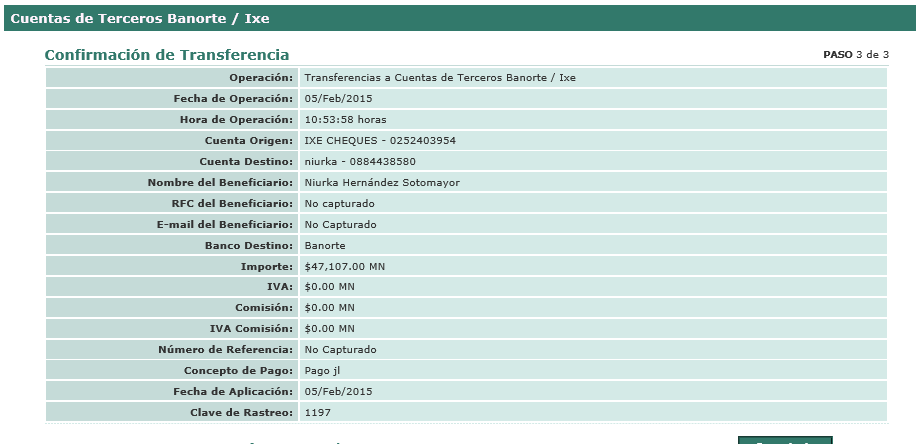 Cuentas de Terceros Banorte / Ixe
Confirmación de Transferencia PASO 3 de 3
Operación: Transferencias a Cuentas de Terceros Banorte / Ixe
Fecha de Operación: 05/Feb/2015
Hora de Operación: 10:53:58 horas
Cuenta Origen: IXE CHEQUES - 0252403954
Cuenta Destino: niurka - 0884438580
Nombre del Beneficiario: Niurka Hernández Sotomayor
RFC del Beneficiario: No capturado
E-mail del Beneficiario: No Capturado
Banco Destino: Banorte
Importe: $47,107.00 MN
IVA: $0.00 MN
Comisión: $0.00 MN
IVA Comisión: $0.00 MN
Número de Referencia: No Capturado
Concepto de Pago: Pago jl
Fecha de Aplicación: 05/Feb/2015
Clave de Rastreo: 1197